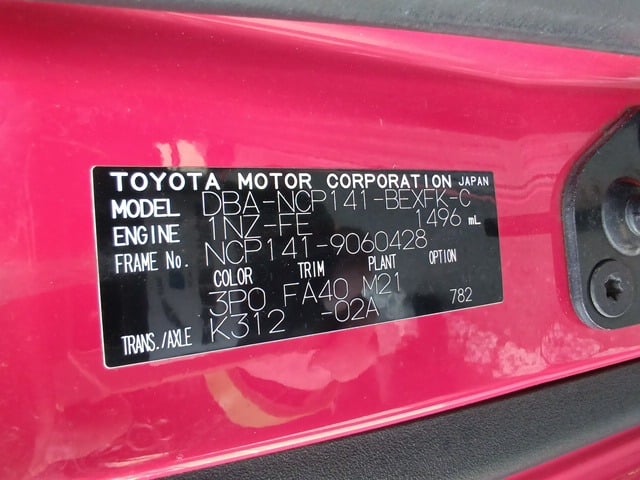 TOYOTA MOTOR CORPORATION JAPAN
MODEL DBA-NCP141-BEXFK-C
ENGINE 1NZ-FE 1496 mL
FRAME No. NCP141-9060428
COLOR TRIM PLANT OPTION
3P0 FA40 M21
TRANS./AXLE K312 -02A 782